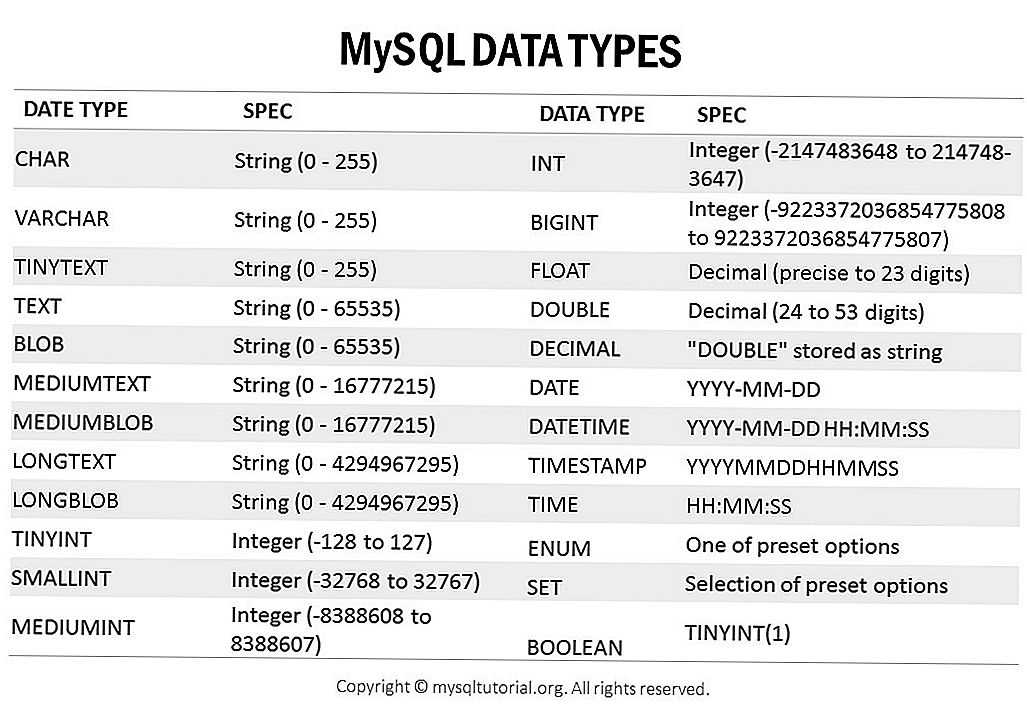 MySQL DATA TYPES
DATE TYPE SPEC DATA TYPE SPEC
CHAR String (0 - 255) INT Integer (-2147483648 to 214748-
3647)
VARCHAR String (0 - 255) BIGINT Integer (-9223372036854775808
to 9223372036854775807)
TINYTEXT String (0 - 255) FLOAT Decimal (precise to 23 digits)
TEXT String (0 - 65535) DOUBLE Decimal (24 to 53 digits)
BLOB String (0 - 65535) DECIMAL "DOUBLE" stored as string
MEDIUMTEXT String (0 - 16777215) DATE YYYY-MM-DD
MEDIUMBLOB String (0 - 16777215) DATETIME YYYY-MM-DD HH:MM:SS
LONGTEXT String (0 - 4294967295) TIMESTAMP YYYYMMDDHHMMSS
LONGBLOB String (0 - 4294967295) TIME HH:MM:SS
TINYINT Integer (-128 to 127) ENUM One of preset options
SMALLINT Integer (-32768 to 32767) SET Selection of preset options
MEDIUMINT Integer (-8388608 to
8388607) BOOLEAN TINYINT(1)
Copyright © mysqltutorial.org. All rights reserved.